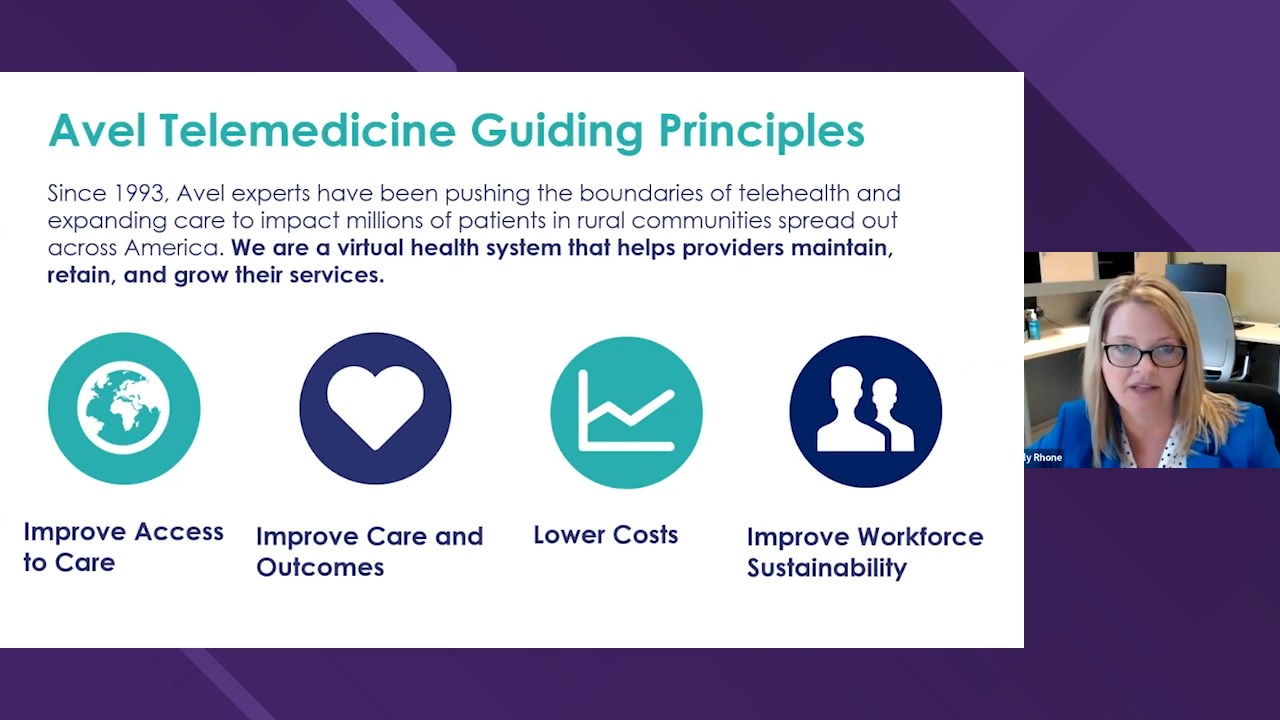 Avel Telemedicine Guiding Principles
Since 1993, Avel experts have been pushing the boundaries of telehealth and
expanding care to impact millions of patients in rural communities spread out
across America. We are a virtual health system that helps providers maintain,
retain, and grow their services.
Improve Access
to Care
Improve Care and
Outcomes
Lower Costs
Improve Workforce
Sustainability
ly Rhone